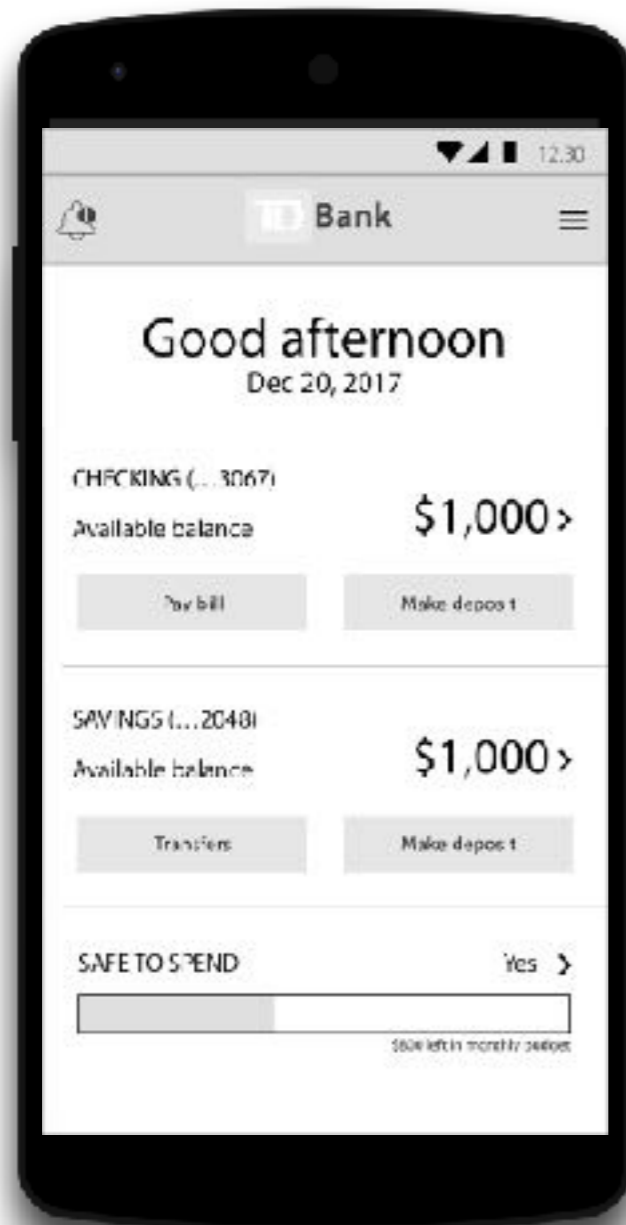 12:30
TD Bank
Good afternoon
Dec 20, 2017
CHECKING (...3067)
Available balance
$1,000 >
Pay bill
Make deposit
SAVINGS (...2048)
Available balance
$1,000 >
Transfers
Make deposit
SAFE TO SPEND
Yes >
left in monthly budget